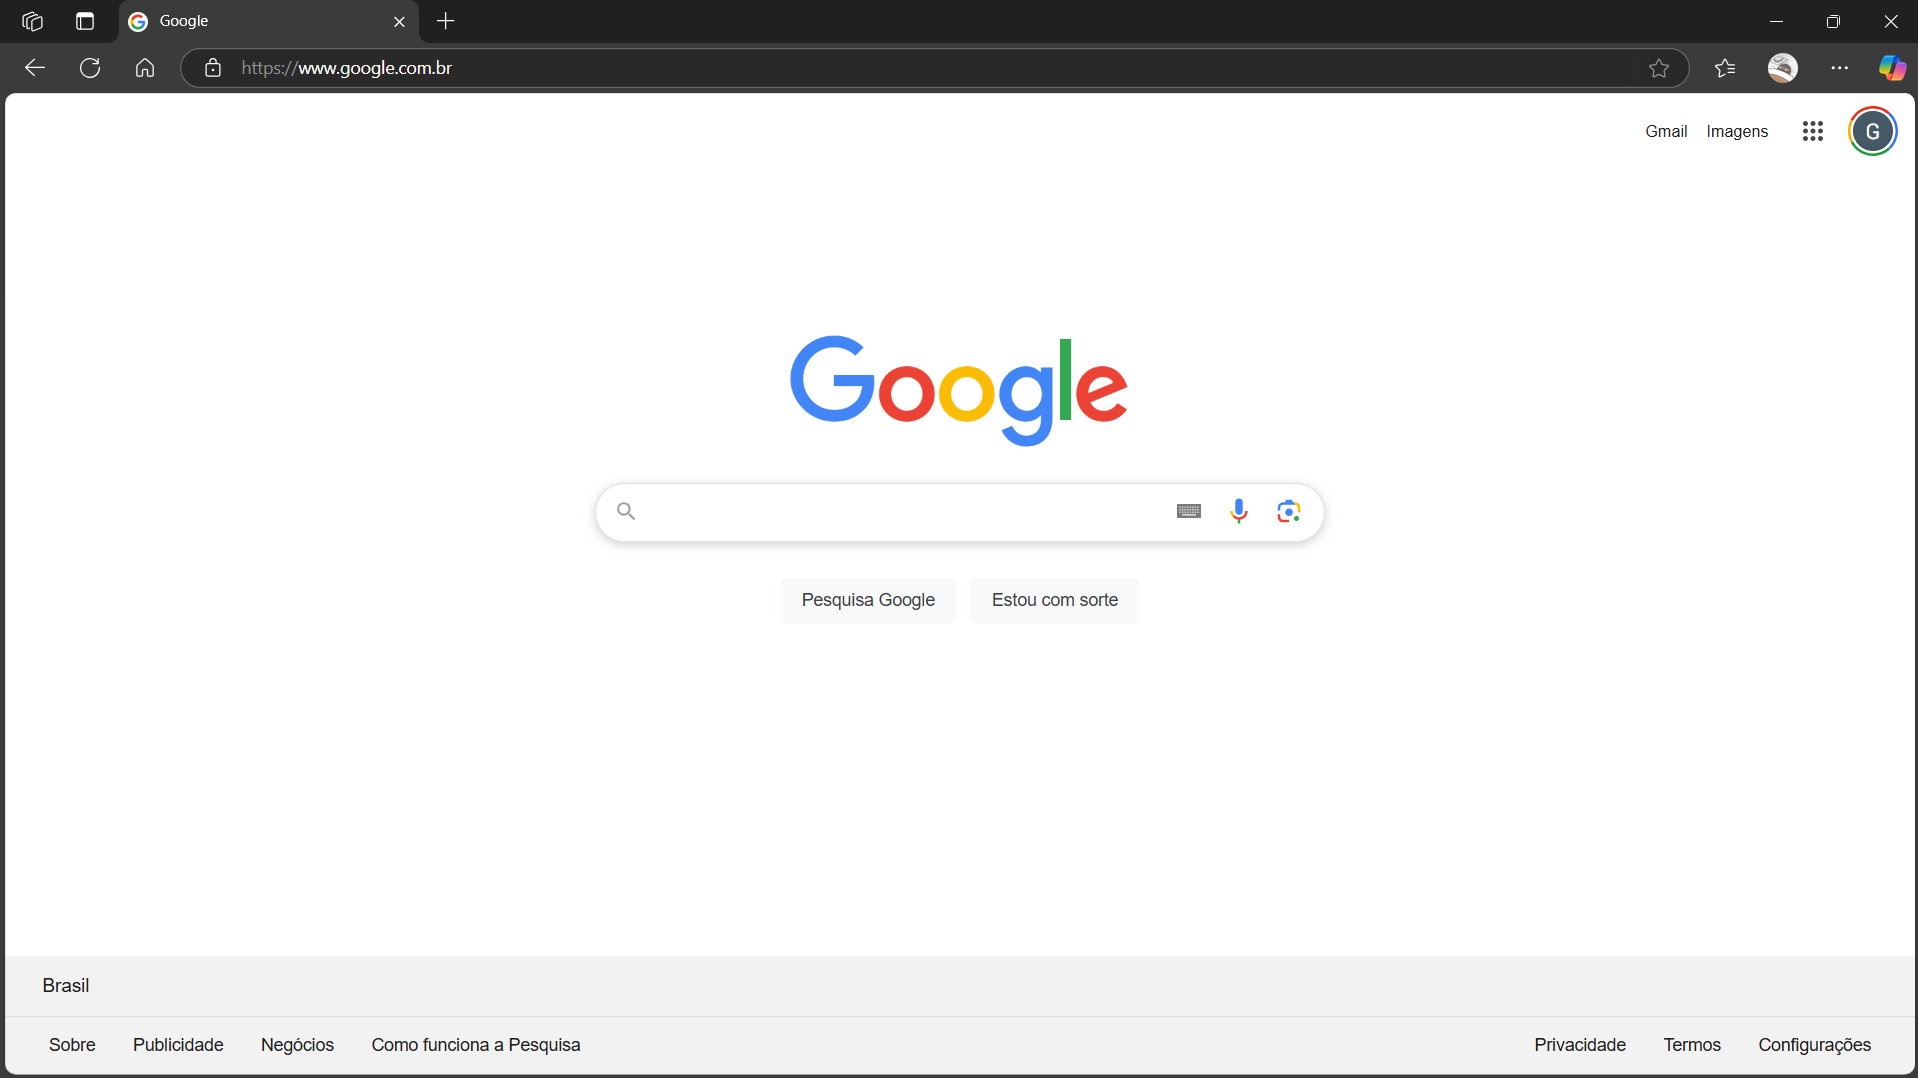 Google
https://www.google.com.br
Gmail Imagens
G
Google
Pesquisa Google Estou com sorte
Brasil
Sobre Publicidade Negócios Como funciona a Pesquisa Privacidade Termos Configurações